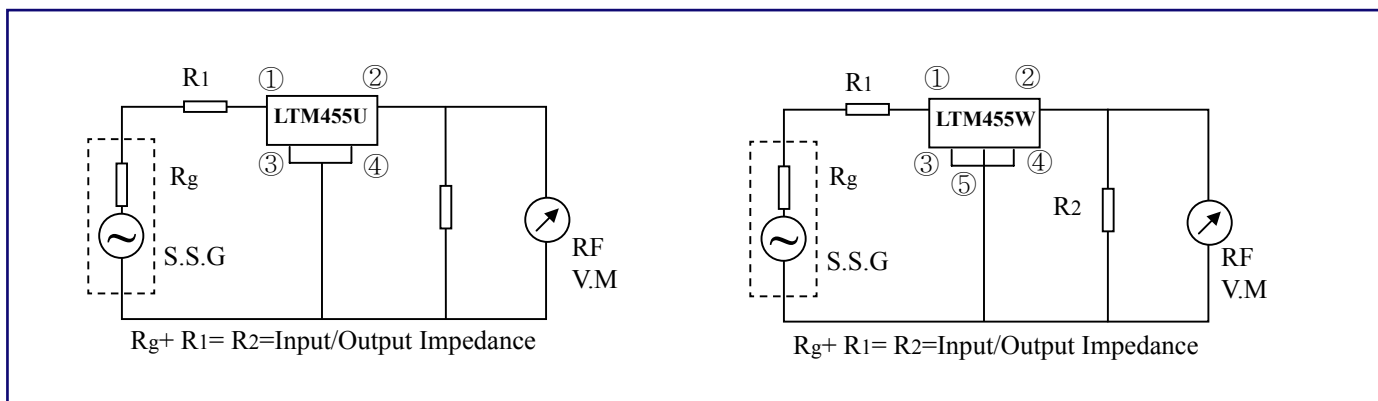 R1
①
②
LTM455U
③
④
Rg
S.S.G
RF
V.M
Rg+ R1= R2=Input/Output Impedance
R1
①
②
LTM455W
③
④
⑤
Rg
R2
S.S.G
RF
V.M
Rg+ R1= R2=Input/Output Impedance